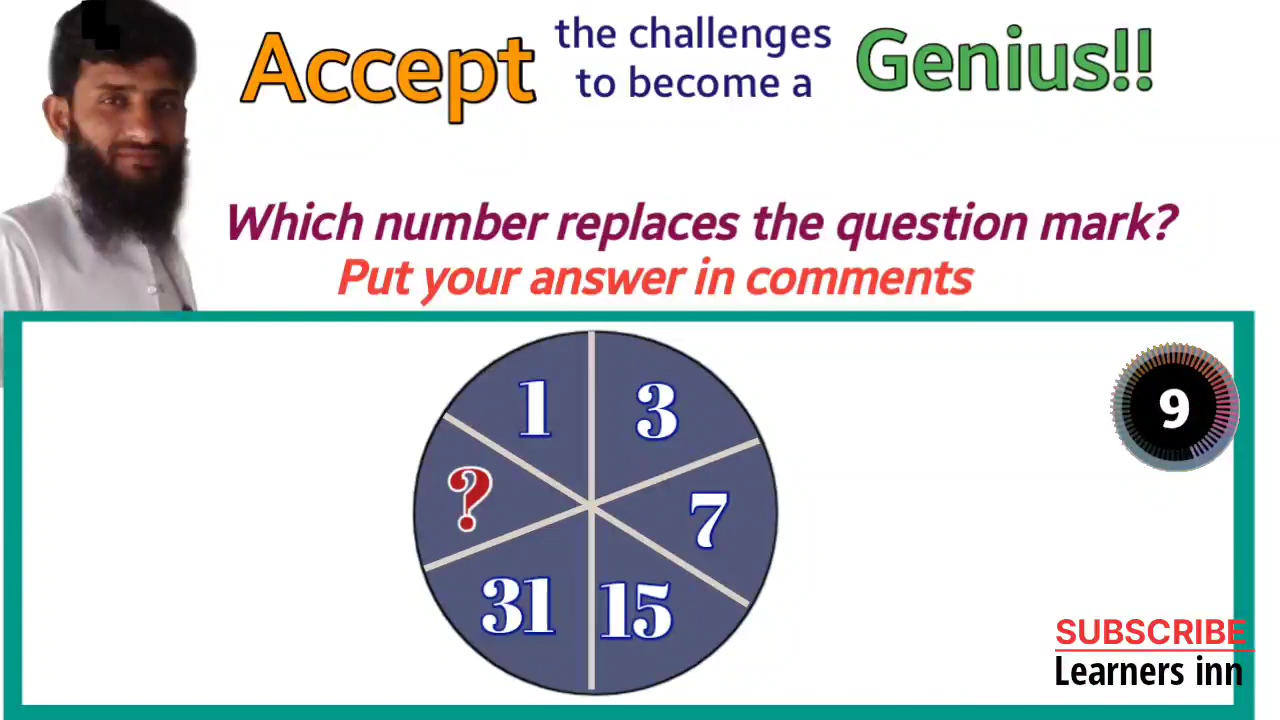 Accept the challenges to become a Genius!!
Which number replaces the question mark?
Put your answer in comments
1 3
? 7
31 15
9
SUBSCRIBE
Learners inn